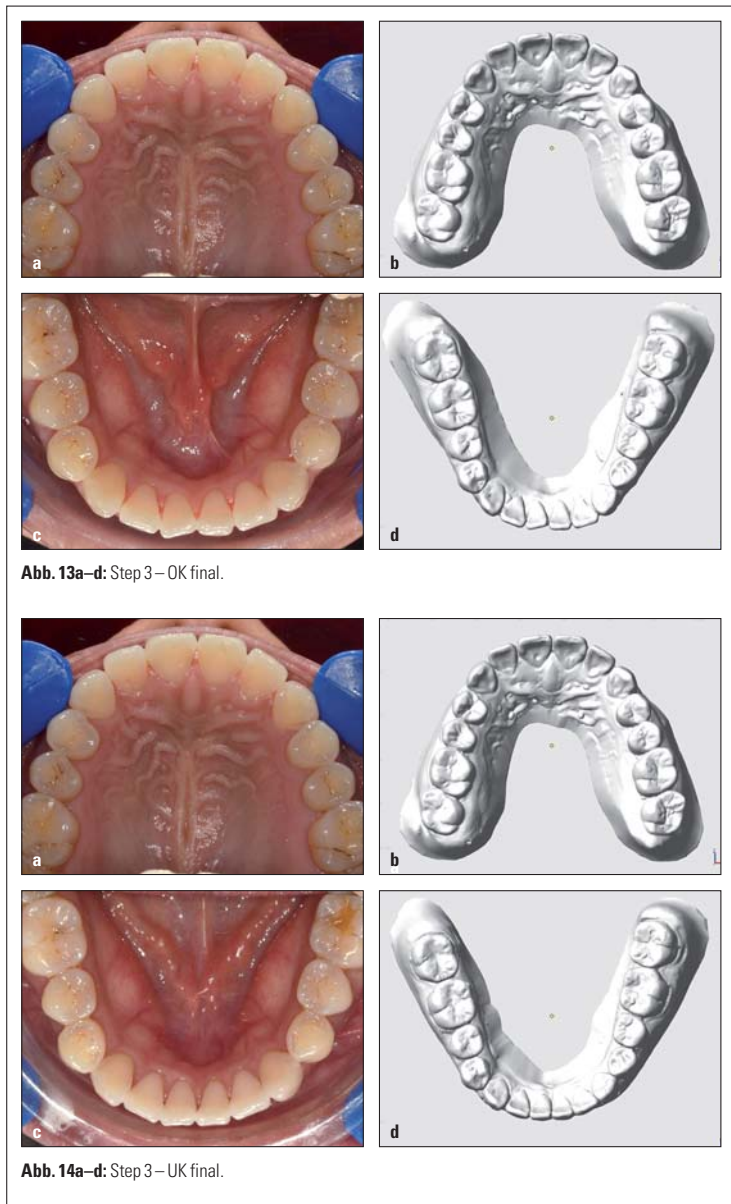 a
b
c
d
Abb. 13a–d: Step 3 – OK final.
a
b
c
d
Abb. 14a–d: Step 3 – UK final.